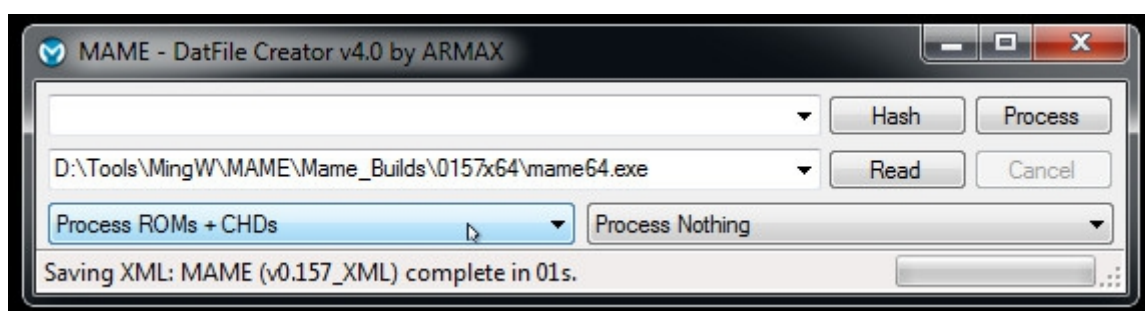 MAME - DatFile Creator v4.0 by ARMAX
Hash Process
D:\Tools\MingW\MAME\Mame_Builds\0157x64\mame64.exe Read Cancel
Process ROMs + CHDs Process Nothing
Saving XML: MAME (v0.157_XML) complete in 01s.